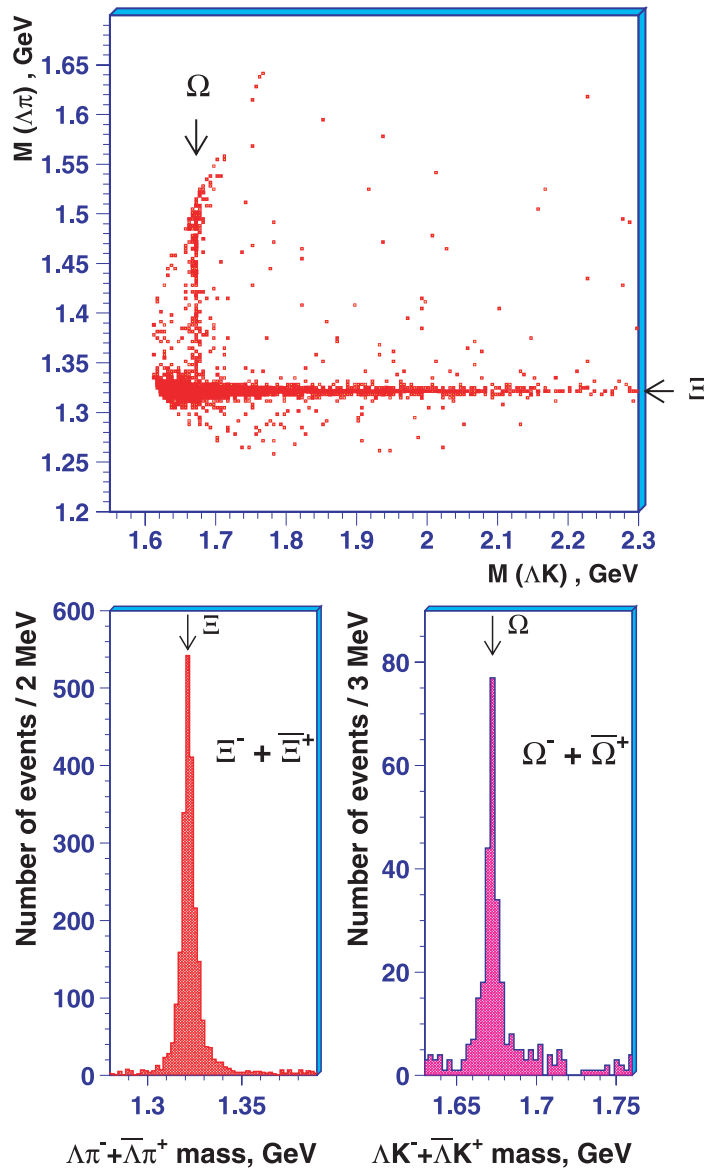 M (Λπ) , GeV
1.65
1.6
1.55
1.5
1.45
1.4
1.35
1.3
1.25
1.2
Ω
Ξ
1.6 1.7 1.8 1.9 2 2.1 2.2 2.3
M (ΛK) , GeV
Number of events / 2 MeV
600
500
400
300
200
100
0
Ξ
Ξ⁻ + Ξ̅⁺
1.3 1.35
Λπ⁻+Λ̅π⁺ mass, GeV
Number of events / 3 MeV
80
60
40
20
0
Ω
Ω⁻ + Ω̅⁺
1.65 1.7 1.75
ΛK⁻+Λ̅K⁺ mass, GeV